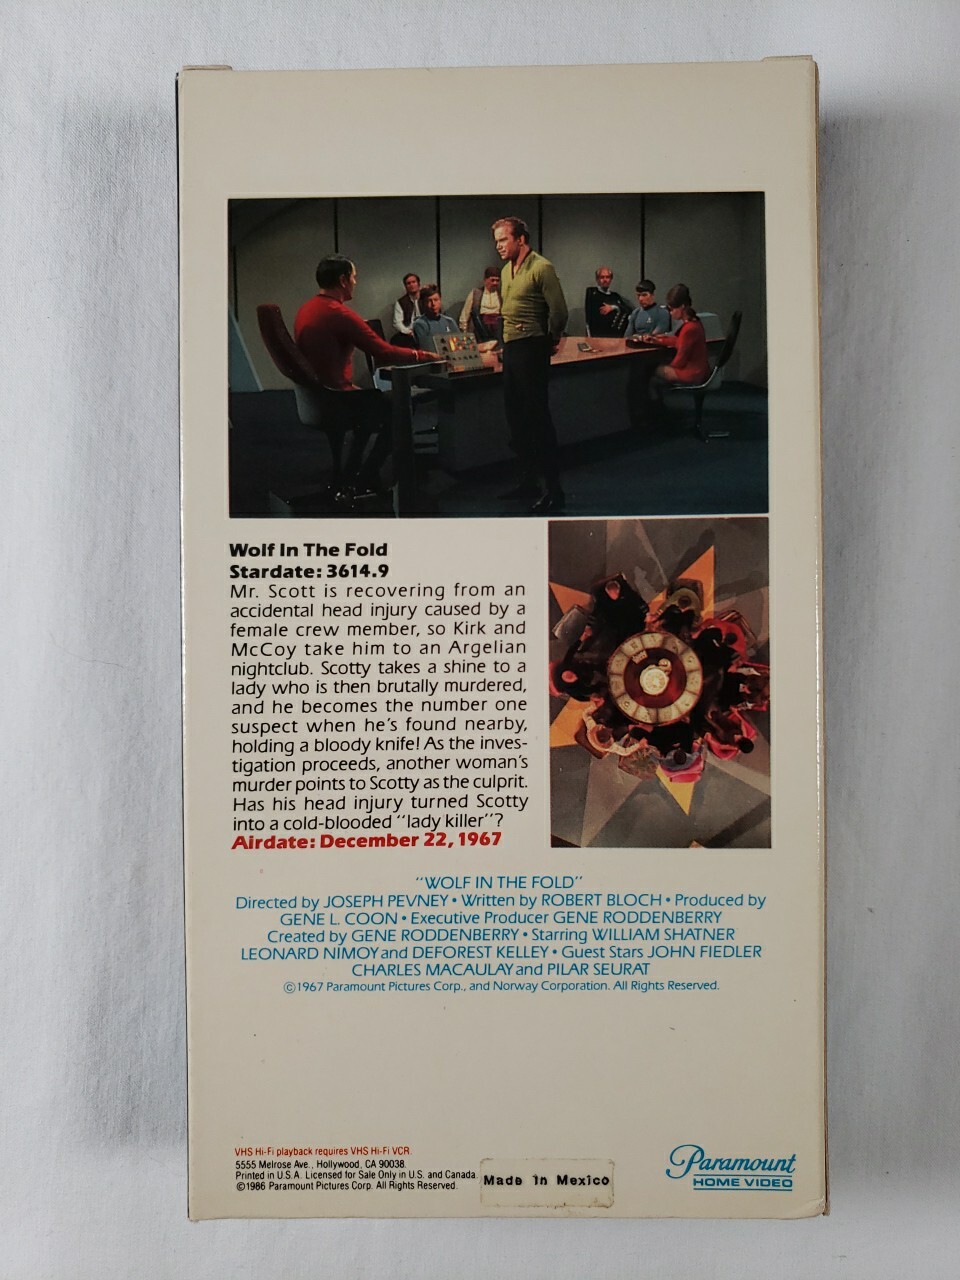 Wolf In The Fold
Stardate: 3614.9
Mr. Scott is recovering from an
accidental head injury caused by a
female crew member, so Kirk and
McCoy take him to an Argelian
nightclub. Scotty takes a shine to a
lady who is then brutally murdered,
and he becomes the number one
suspect when he's found nearby,
holding a bloody knife! As the inves-
tigation proceeds, another woman's
murder points to Scotty as the culprit.
Has his head injury turned Scotty
into a cold-blooded "lady killer"?
Airdate: December 22, 1967
"WOLF IN THE FOLD"
Directed by JOSEPH PEVNEY • Written by ROBERT BLOCH • Produced by
GENE L. COON • Executive Producer GENE RODDENBERRY
Created by GENE RODDENBERRY • Starring WILLIAM SHATNER
LEONARD NIMOY and DEFOREST KELLEY • Guest Stars JOHN FIEDLER
CHARLES MACAULAY and PILAR SEURAT
©1967 Paramount Pictures Corp., and Norway Corporation. All Rights Reserved.
VHS Hi-Fi playback requires VHS Hi-Fi VCR
5555 Melrose Ave., Hollywood, CA 90038.
Printed in U.S.A. Licensed for Sale Only in U.S. and Canada.
©1986 Paramount Pictures Corp. All Rights Reserved.
Made In Mexico
Paramount
HOME VIDEO